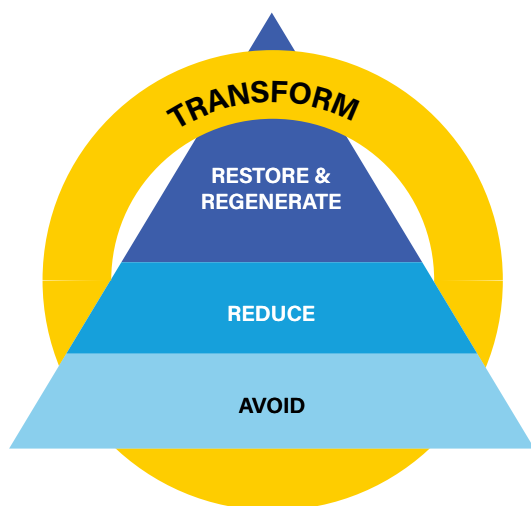 TRANSFORM
RESTORE &
REGENERATE
REDUCE
AVOID